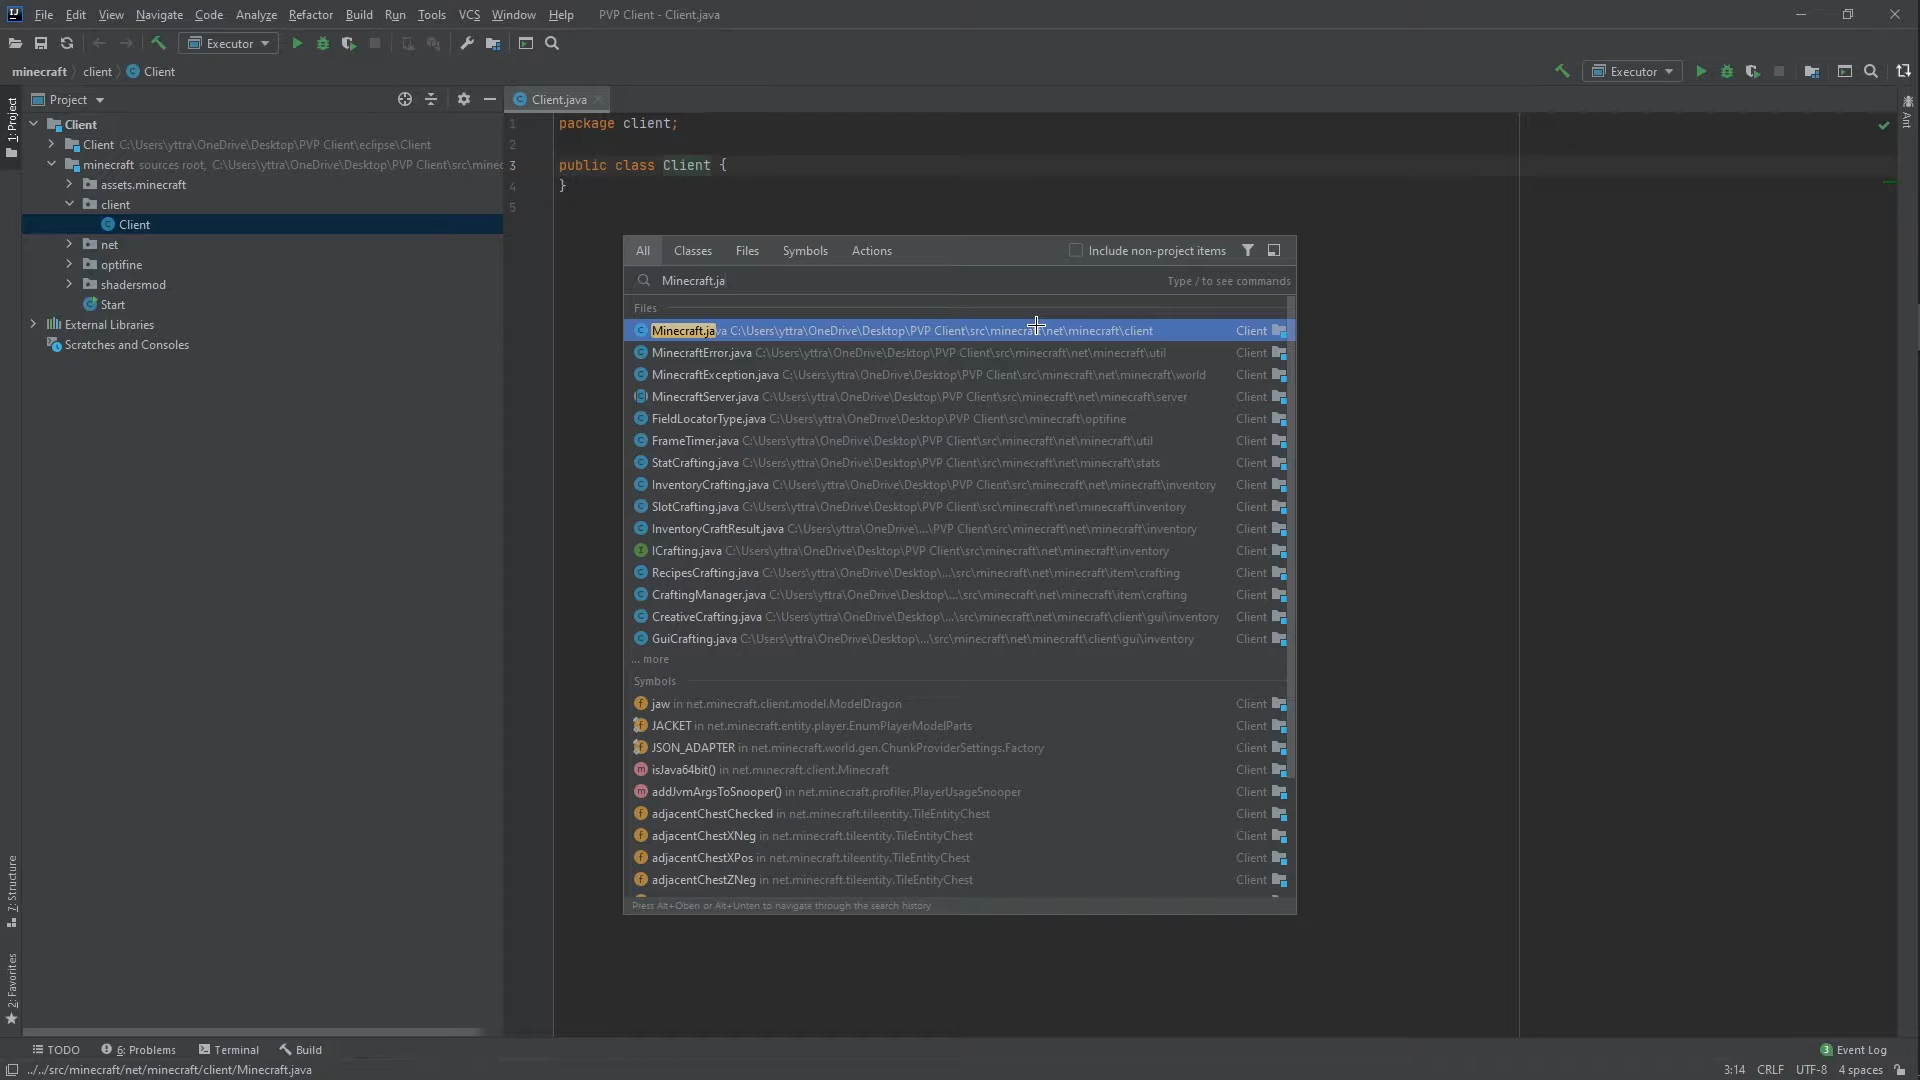 File Edit View Navigate Code Analyze Refactor Build Run Tools VCS Window Help PVP Client - Client.java
Executor
minecraft client Client
Executor
1: Project
Project
Client.java
Client
Client C:\Users\yttra\OneDrive\Desktop\PVP Client\eclipse\Client
minecraft sources root, C:\Users\yttra\OneDrive\Desktop\PVP Client\src\minec
assets.minecraft
client
Client
net
optifine
shadersmod
Start
External Libraries
Scratches and Consoles
1 package client;
2
3 public class Client {
4 }
5
Ant
All Classes Files Symbols Actions Include non-project items
Minecraft.ja Type / to see commands
Files
Minecraft.java C:\Users\yttra\OneDrive\Desktop\PVP Client\src\minecraft\net\minecraft\client Client
MinecraftError.java C:\Users\yttra\OneDrive\Desktop\PVP Client\src\minecraft\net\minecraft\util Client
MinecraftException.java C:\Users\yttra\OneDrive\Desktop\PVP Client\src\minecraft\net\minecraft\world Client
MinecraftServer.java C:\Users\yttra\OneDrive\Desktop\PVP Client\src\minecraft\net\minecraft\server Client
FieldLocatorType.java C:\Users\yttra\OneDrive\Desktop\PVP Client\src\minecraft\optifine Client
FrameTimer.java C:\Users\yttra\OneDrive\Desktop\PVP Client\src\minecraft\net\minecraft\util Client
StatCrafting.java C:\Users\yttra\OneDrive\Desktop\PVP Client\src\minecraft\net\minecraft\stats Client
InventoryCrafting.java C:\Users\yttra\OneDrive\Desktop\PVP Client\src\minecraft\net\minecraft\inventory Client
SlotCrafting.java C:\Users\yttra\OneDrive\Desktop\PVP Client\src\minecraft\net\minecraft\inventory Client
InventoryCraftResult.java C:\Users\yttra\OneDrive\...\PVP Client\src\minecraft\net\minecraft\inventory Client
ICrafting.java C:\Users\yttra\OneDrive\Desktop\PVP Client\src\minecraft\net\minecraft\inventory Client
RecipesCrafting.java C:\Users\yttra\OneDrive\Desktop\...\src\minecraft\net\minecraft\item\crafting Client
CraftingManager.java C:\Users\yttra\OneDrive\Desktop\...\src\minecraft\net\minecraft\item\crafting Client
CreativeCrafting.java C:\Users\yttra\OneDrive\Desktop\...\src\minecraft\net\minecraft\client\gui\inventory Client
GuiCrafting.java C:\Users\yttra\OneDrive\Desktop\...\src\minecraft\net\minecraft\client\gui\inventory Client
... more
Symbols
jaw in net.minecraft.client.model.ModelDragon Client
JACKET in net.minecraft.entity.player.EnumPlayerModelParts Client
JSON_ADAPTER in net.minecraft.world.gen.ChunkProviderSettings.Factory Client
isJava64bit() in net.minecraft.client.Minecraft Client
addJvmArgsToSnooper() in net.minecraft.profiler.PlayerUsageSnooper Client
adjacentChestChecked in net.minecraft.tileentity.TileEntityChest Client
adjacentChestXNeg in net.minecraft.tileentity.TileEntityChest Client
adjacentChestXPos in net.minecraft.tileentity.TileEntityChest Client
adjacentChestZNeg in net.minecraft.tileentity.TileEntityChest Client
Press Alt+Oben or Alt+Unten to navigate through the search history
7: Structure
2: Favorites
TODO 6: Problems Terminal Build 3 Event Log
../../src/minecraft/net/minecraft/client/Minecraft.java 3:14 CRLF UTF-8 4 spaces